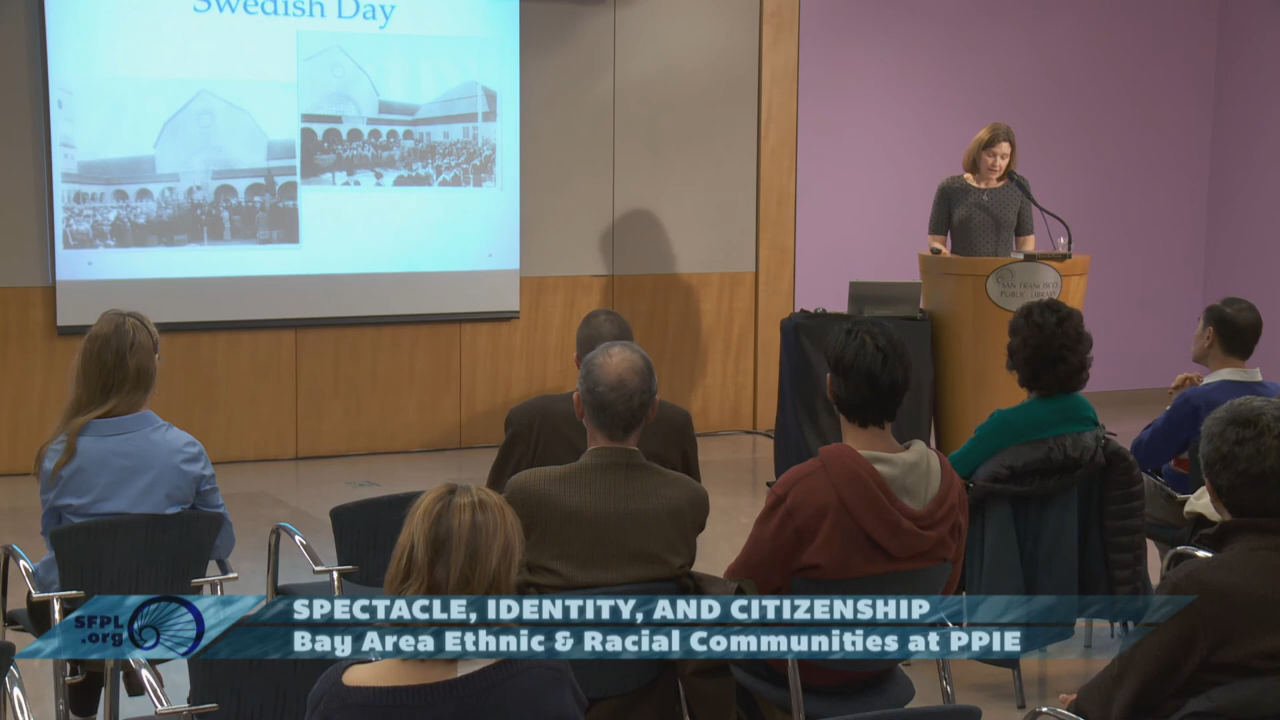 Swedish Day
SAN FRANCISCO
PUBLIC LIBRARY
SFPL
.org
SPECTACLE, IDENTITY, AND CITIZENSHIP
Bay Area Ethnic & Racial Communities at PPIE